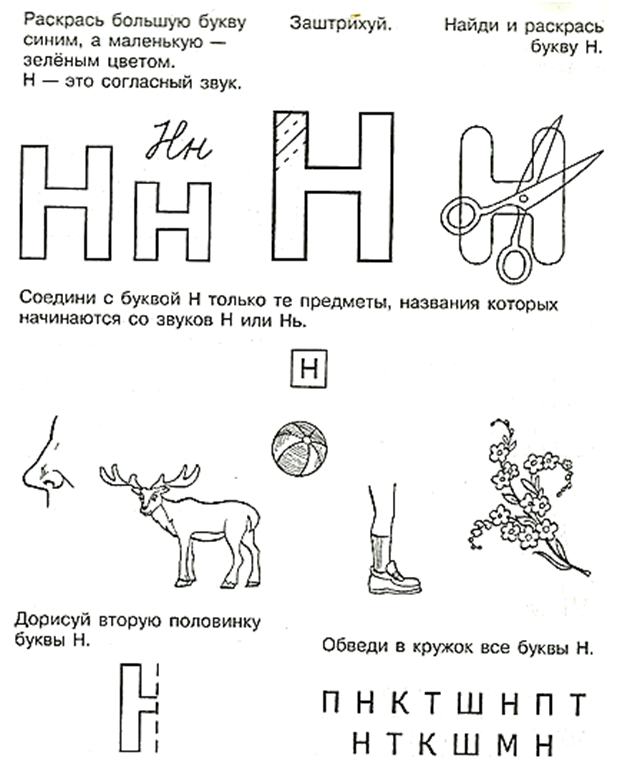 Раскрась большую букву
синим, а маленькую —
зелёным цветом.
Н — это согласный звук.
Заштрихуй.
Найди и раскрась
букву Н.
Н
Н н
Н н
Н
Н
Соедини с буквой Н только те предметы, названия которых
начинаются со звуков Н или Нь.
Н
Дорисуй вторую половинку
буквы Н.
Обведи в кружок все буквы Н.
П Н К Т Ш Н П Т
Н Т К Ш М Н